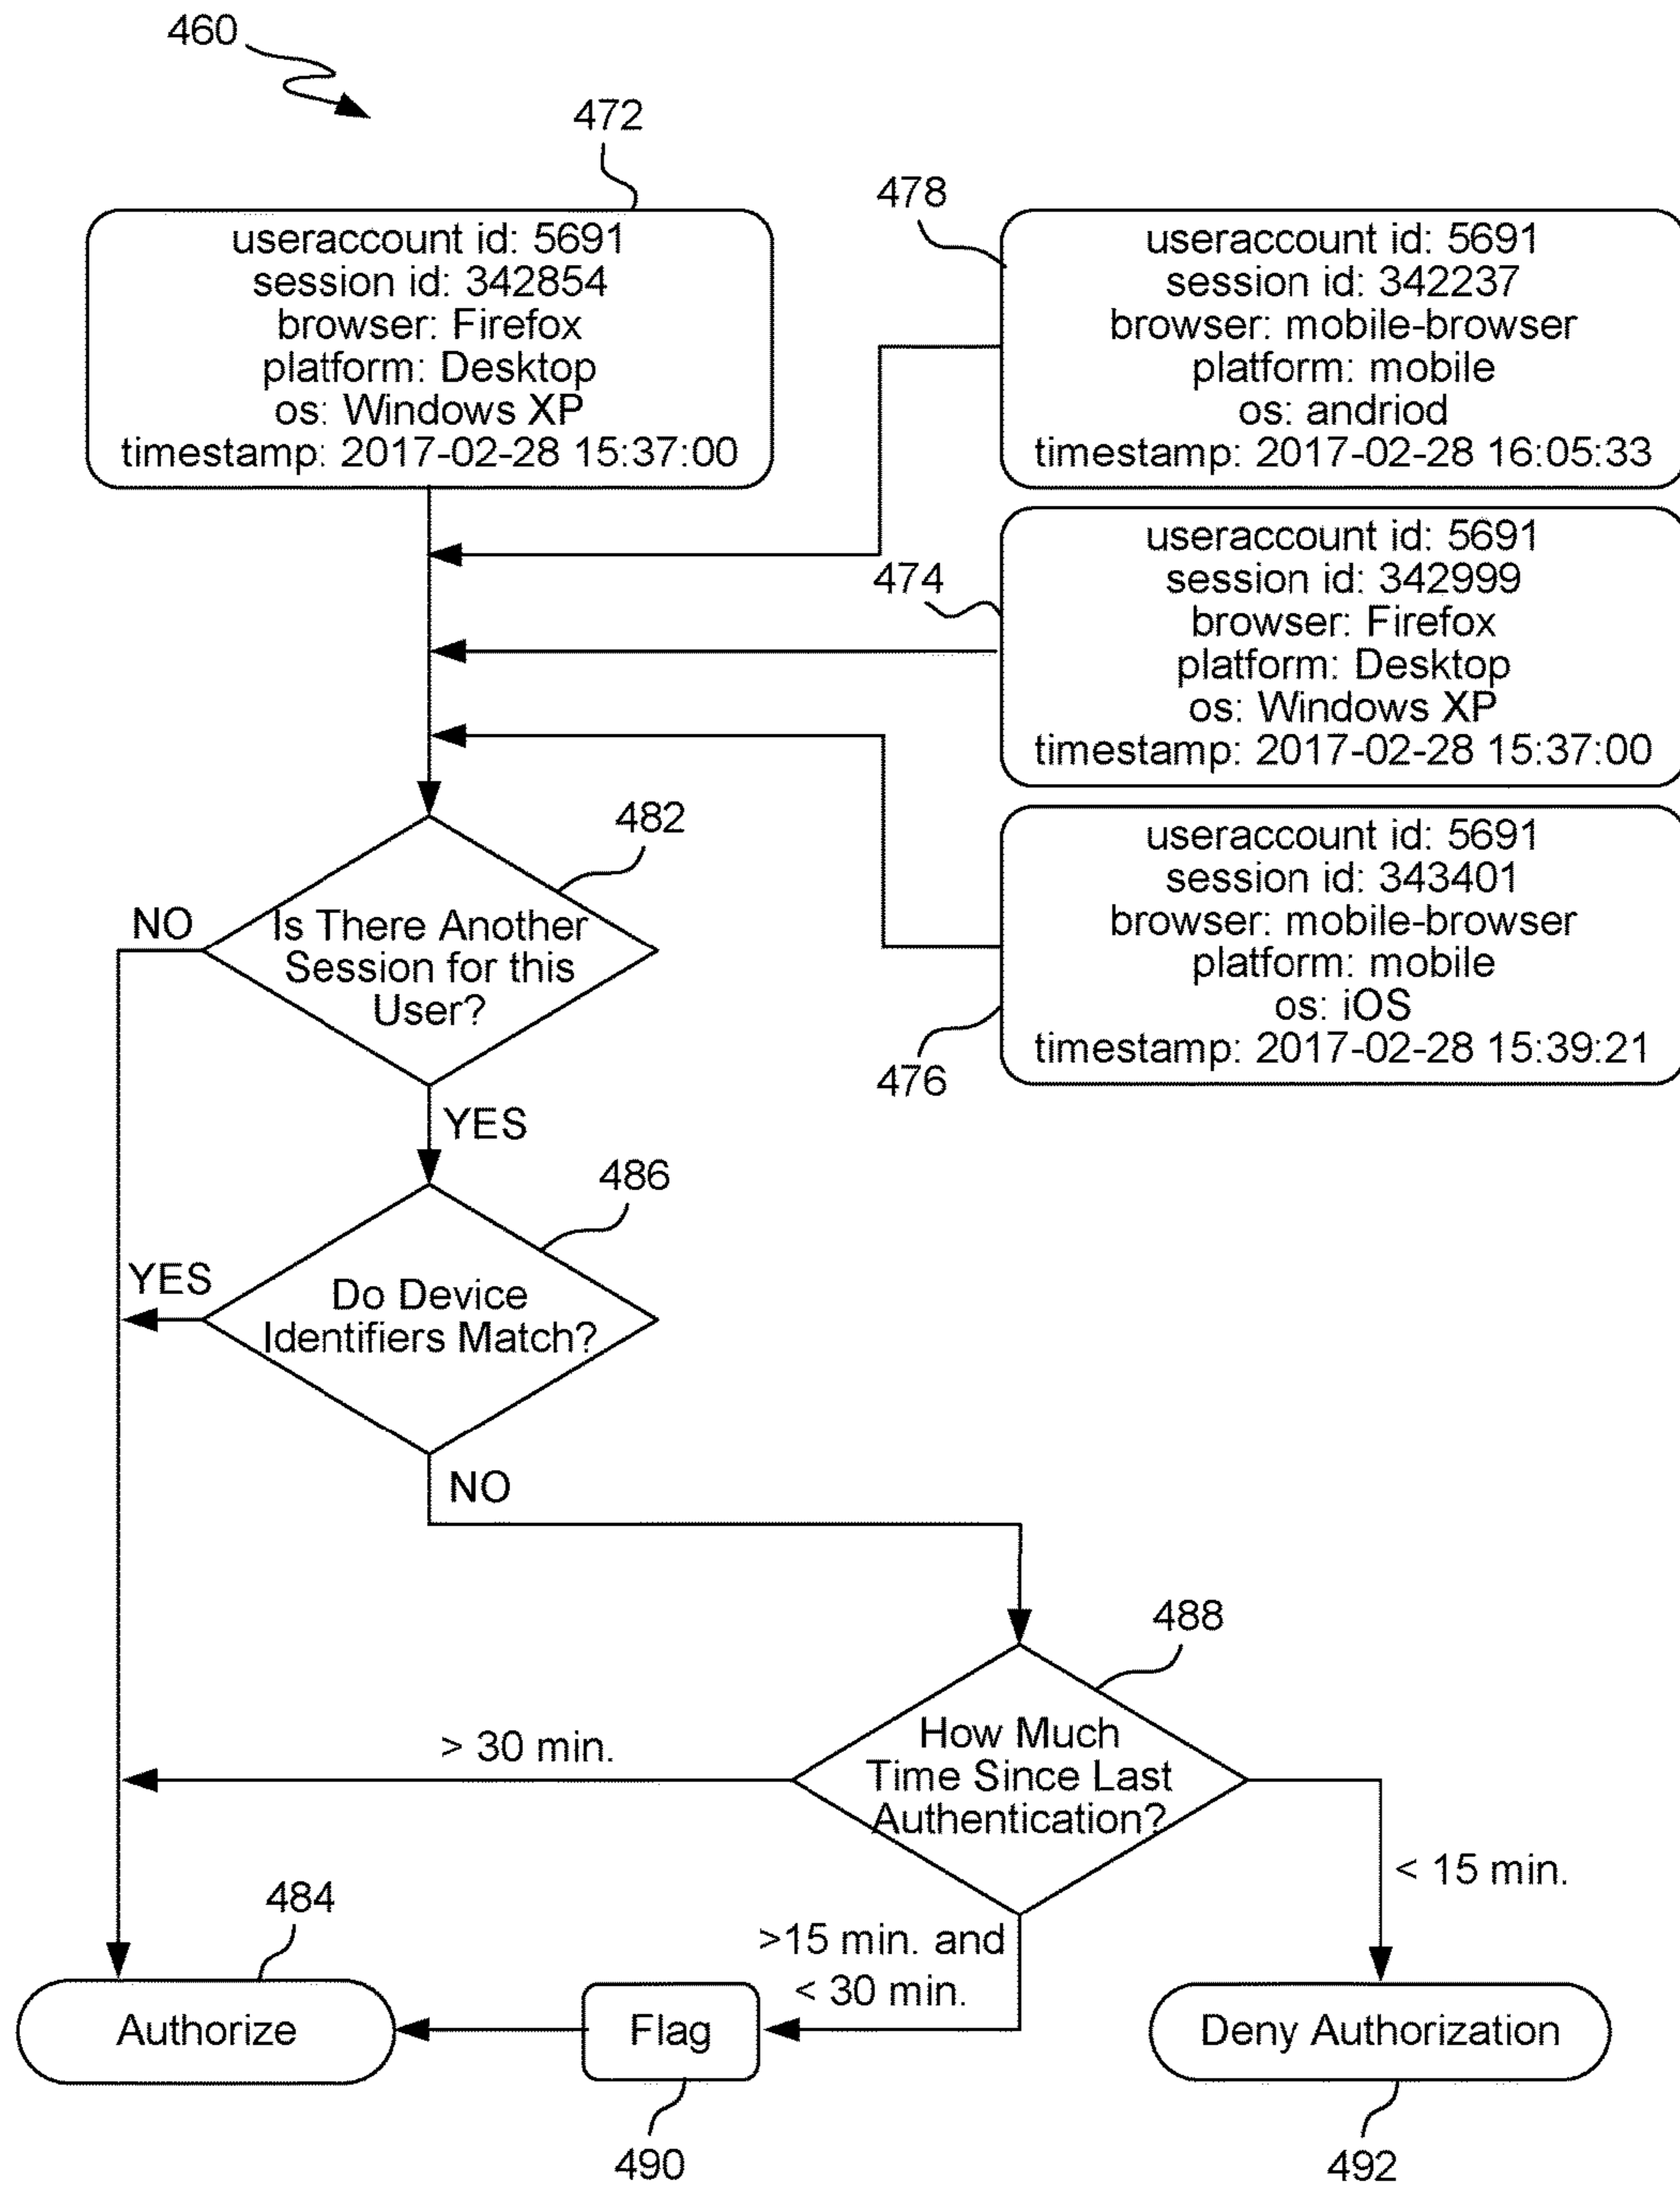 460
472
useraccount id: 5691
session id: 342854
browser: Firefox
platform: Desktop
os: Windows XP
timestamp: 2017-02-28 15:37:00
478
useraccount id: 5691
session id: 342237
browser: mobile-browser
platform: mobile
os: andriod
timestamp: 2017-02-28 16:05:33
474
useraccount id: 5691
session id: 342999
browser: Firefox
platform: Desktop
os: Windows XP
timestamp: 2017-02-28 15:37:00
476
useraccount id: 5691
session id: 343401
browser: mobile-browser
platform: mobile
os: iOS
timestamp: 2017-02-28 15:39:21
482
Is There Another
Session for this
User?
NO
YES
486
Do Device
Identifiers Match?
YES
NO
488
How Much
Time Since Last
Authentication?
> 30 min.
< 15 min.
>15 min. and
< 30 min.
484
Authorize
Flag
490
Deny Authorization
492